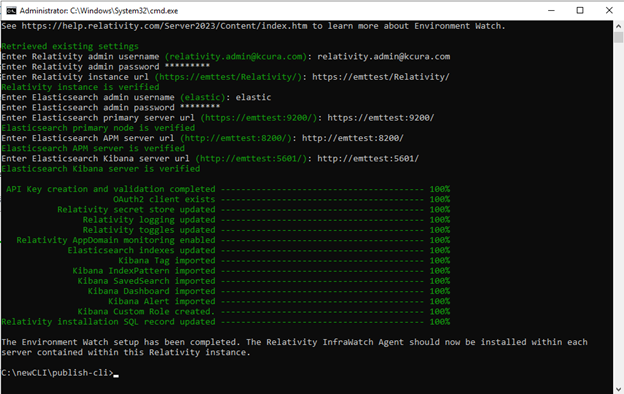 Administrator: C:\Windows\System32\cmd.exe
See https://help.relativity.com/Server2023/Content/index.htm to learn more about Environment Watch.
Retrieved existing settings
Enter Relativity admin username (relativity.admin@kcura.com): relativity.admin@kcura.com
Enter Relativity admin password *********
Enter Relativity instance url (https://emttest/Relativity/): https://emttest/Relativity/
Relativity instance is verified
Enter Elasticsearch admin username (elastic): elastic
Enter Elasticsearch admin password ********
Enter Elasticsearch primary server url (https://emttest:9200/): https://emttest:9200/
Elasticsearch primary node is verified
Enter Elasticsearch APM server url (http://emttest:8200/): http://emttest:8200/
Elasticsearch APM server is verified
Enter Elasticsearch Kibana server url (http://emttest:5601/): http://emttest:5601/
Elasticsearch Kibana server is verified
API Key creation and validation completed --------------------------------------- 100%
OAuth2 client exists --------------------------------------- 100%
Relativity secret store updated --------------------------------------- 100%
Relativity logging updated --------------------------------------- 100%
Relativity toggles updated --------------------------------------- 100%
Relativity AppDomain monitoring enabled --------------------------------------- 100%
Elasticsearch indexes updated --------------------------------------- 100%
Kibana Tag imported --------------------------------------- 100%
Kibana IndexPattern imported --------------------------------------- 100%
Kibana SavedSearch imported --------------------------------------- 100%
Kibana Dashboard imported --------------------------------------- 100%
Kibana Alert imported --------------------------------------- 100%
Kibana Custom Role created. --------------------------------------- 100%
Relativity installation SQL record updated --------------------------------------- 100%
The Environment Watch setup has been completed. The Relativity InfraWatch Agent should now be installed within each
server contained within this Relativity instance.
C:\newCLI\publish-cli>